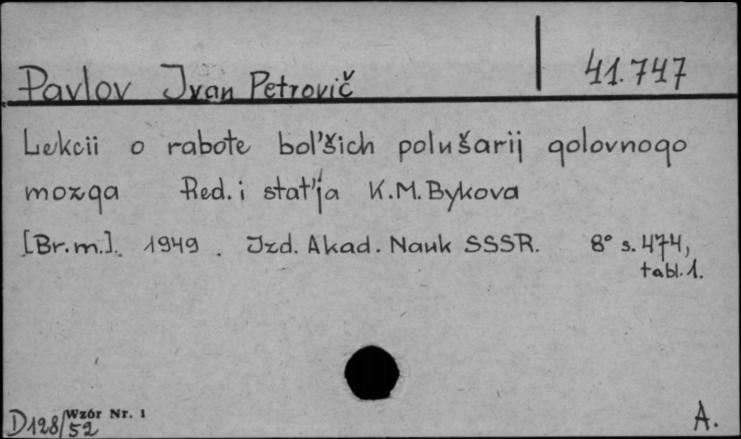 Pavlov Ivan Petrovič 41.747
Lekcii o rabote bol'šich polušarij golovnogo
mozga Red. i stat'ja K.M. Bykova
[Br.m.]. 1949. Izd. Akad. Nauk SSSR. 8° s. 474,
tabl. 1.
Wzór Nr. 1
D128/52 A.